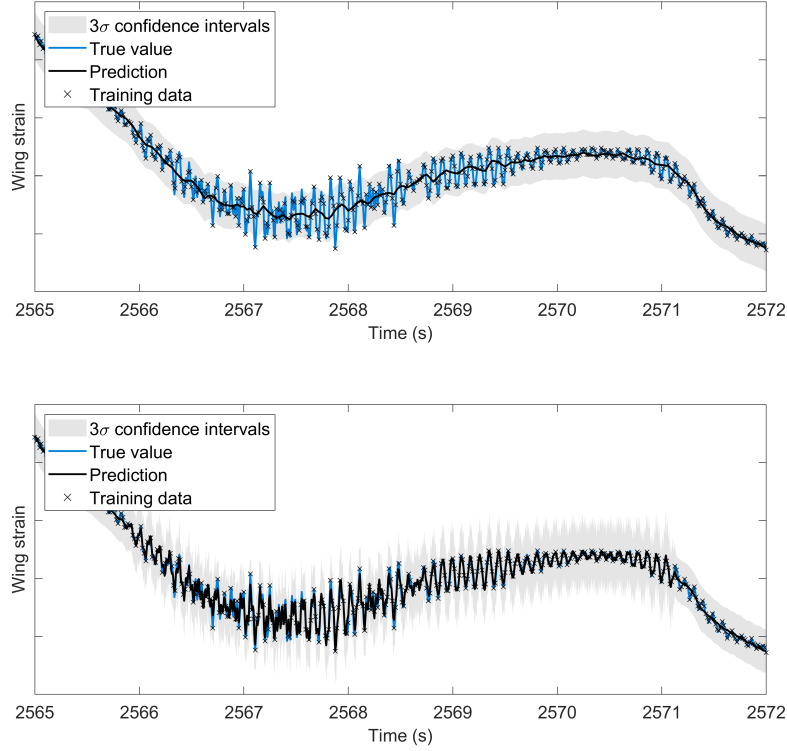 3σ confidence intervals
True value
Prediction
Training data
Wing strain
2565 2566 2567 2568 2569 2570 2571 2572
Time (s)
3σ confidence intervals
True value
Prediction
Training data
Wing strain
2565 2566 2567 2568 2569 2570 2571 2572
Time (s)